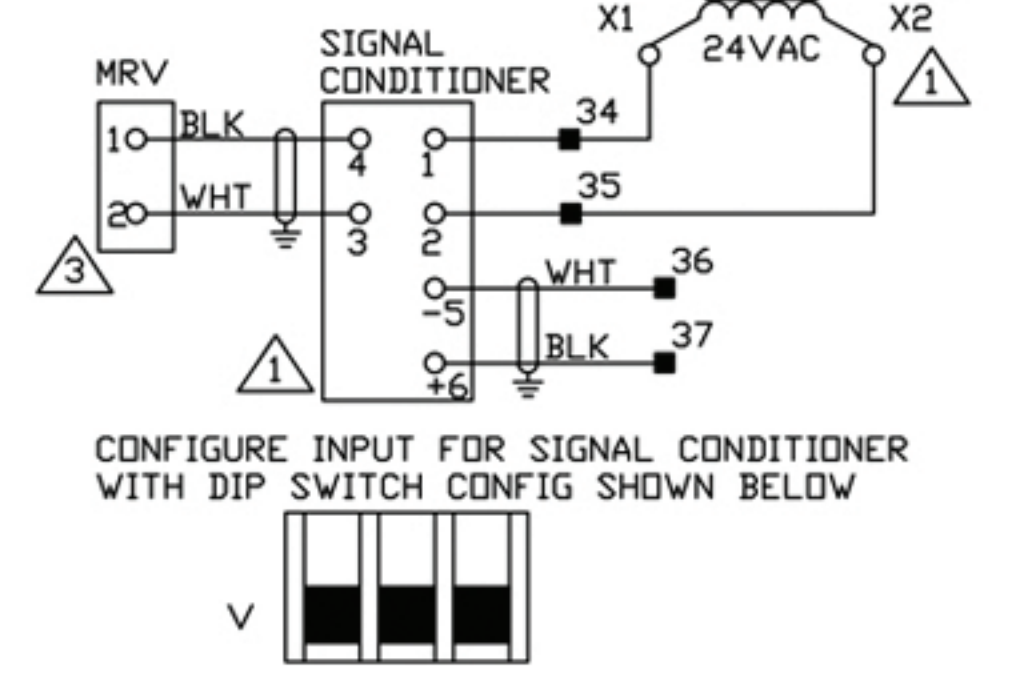 X1
X2
24VAC
1
SIGNAL
CONDITIONER
MRV
34
1
BLK
4
1
35
2
WHT
3
2
3
WHT
36
-5
BLK
37
1
+6
CONFIGURE INPUT FOR SIGNAL CONDITIONER
WITH DIP SWITCH CONFIG SHOWN BELOW
V